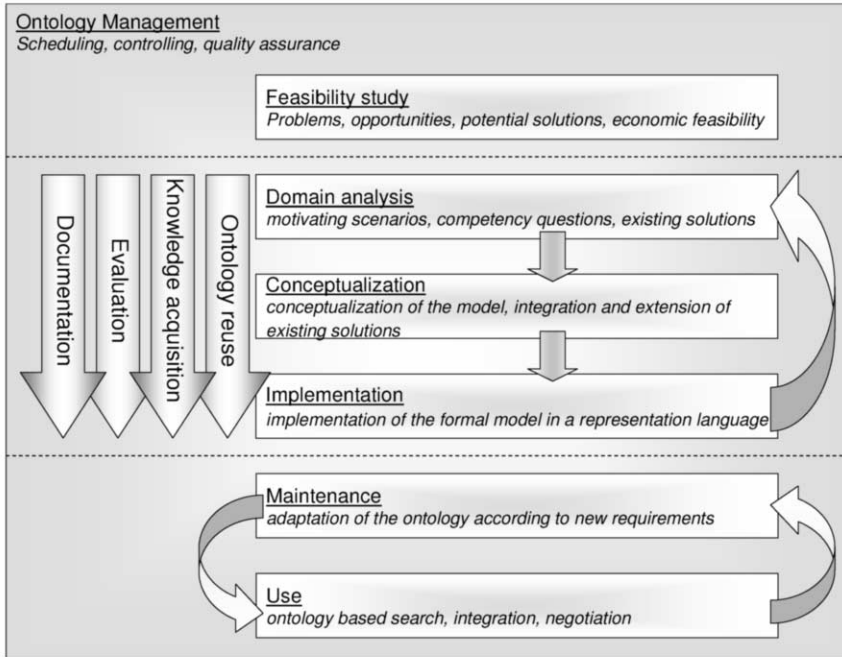 Ontology Management
Scheduling, controlling, quality assurance
Feasibility study
Problems, opportunities, potential solutions, economic feasibility
Documentation
Evaluation
Knowledge acquisition
Ontology reuse
Domain analysis
motivating scenarios, competency questions, existing solutions
Conceptualization
conceptualization of the model, integration and extension of
existing solutions
Implementation
implementation of the formal model in a representation language
Maintenance
adaptation of the ontology according to new requirements
Use
ontology based search, integration, negotiation